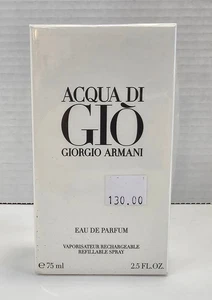 ACQUA DI
GIÒ
GIORGIO ARMANI
130.00
EAU DE PARFUM
VAPORISATEUR RECHARGEABLE
REFILLABLE SPRAY
e 75 ml 2.5 FL.OZ.